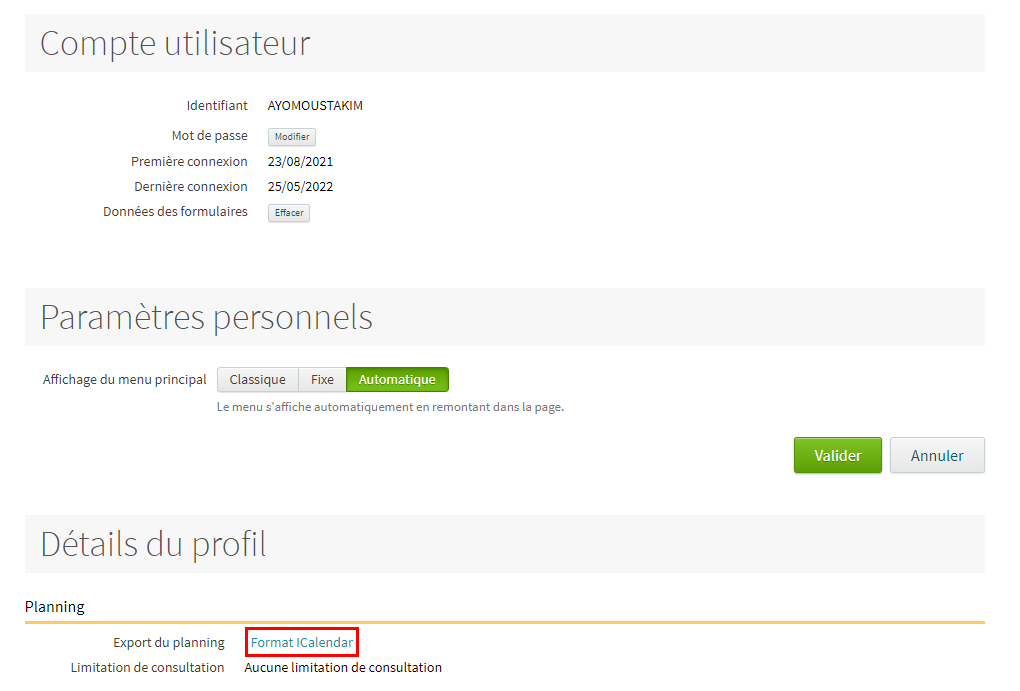 Compte utilisateur
Identifiant AYOMOUSTAKIM
Mot de passe Modifier
Première connexion 23/08/2021
Dernière connexion 25/05/2022
Données des formulaires Effacer
Paramètres personnels
Affichage du menu principal Classique Fixe Automatique
Le menu s'affiche automatiquement en remontant dans la page.
Valider Annuler
Détails du profil
Planning
Export du planning Format ICalendar
Limitation de consultation Aucune limitation de consultation